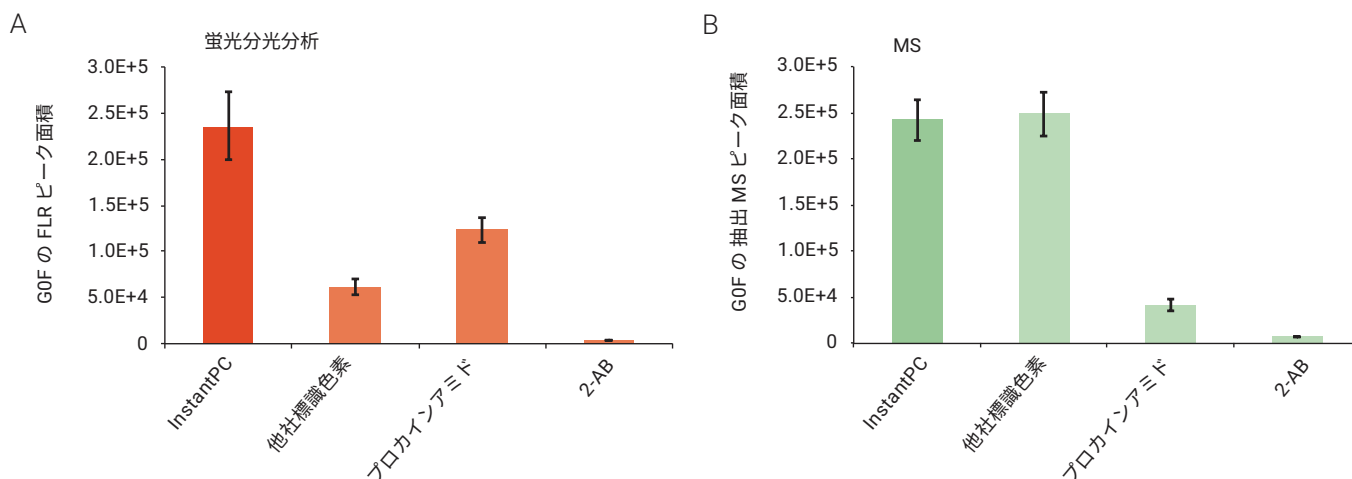 A
蛍光分光分析
G0F の FLR ピーク面積
3.0E+5
2.5E+5
2.0E+5
1.5E+5
1.0E+5
5.0E+4
0
InstantPC
他社標識色素
プロカインアミド
2-AB
B
MS
G0F の 抽出 MS ピーク面積
3.0E+5
2.5E+5
2.0E+5
1.5E+5
1.0E+5
5.0E+4
0
InstantPC
他社標識色素
プロカインアミド
2-AB